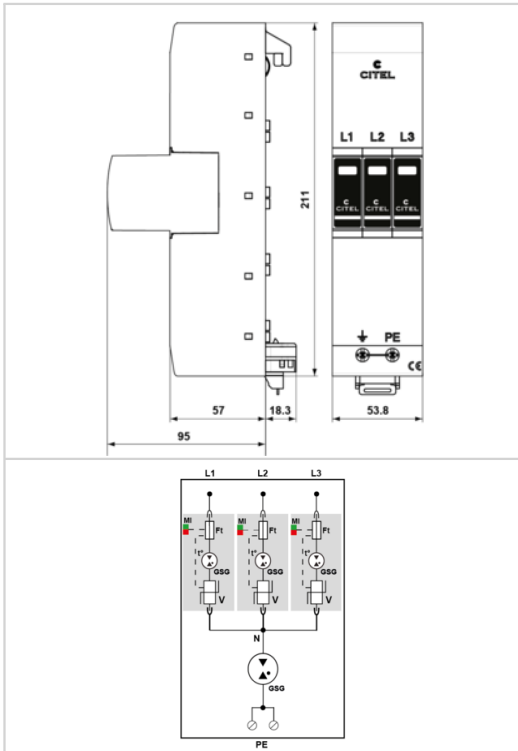 C
CITEL
L1 L2 L3
C CITEL C CITEL C CITEL
211
PE
CE
57 18.3 53.8
95
L1 L2 L3
MI Ft MI Ft MI Ft
t° t° t°
GSG GSG GSG
V V V
N
GSG
PE